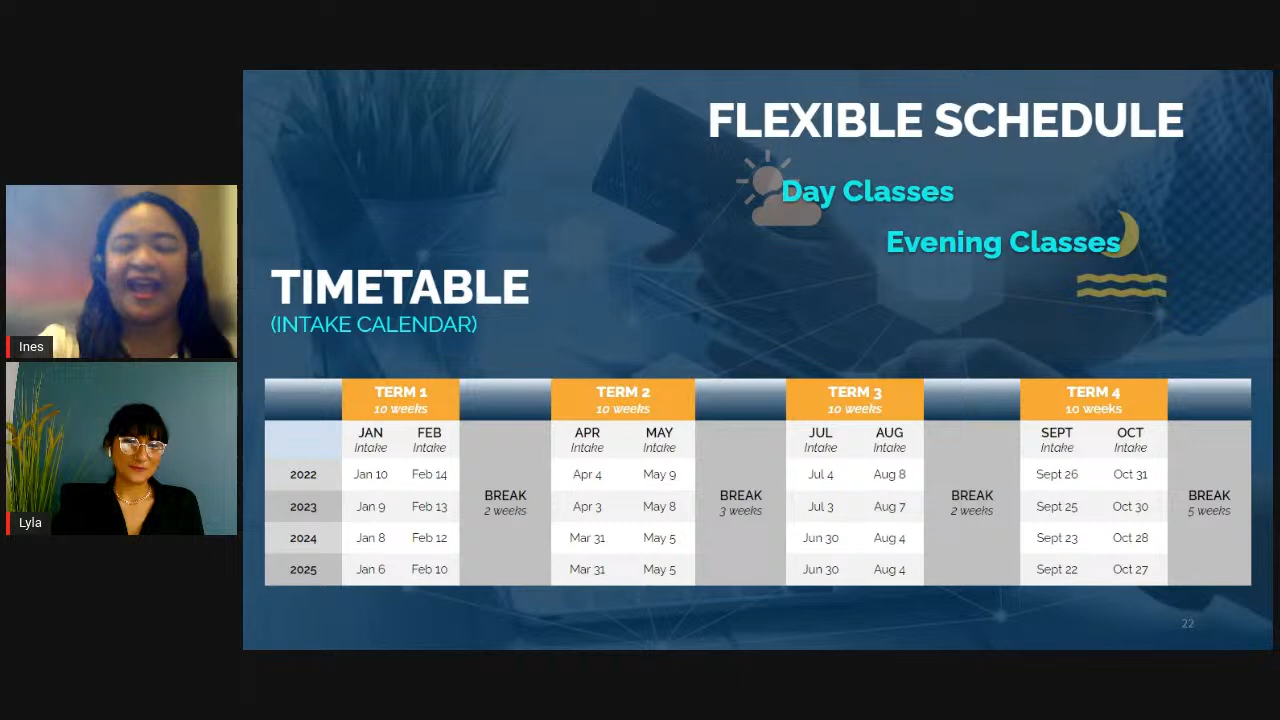 FLEXIBLE SCHEDULE
Day Classes
Evening Classes
TIMETABLE
(INTAKE CALENDAR)
TERM 1 TERM 2 TERM 3 TERM 4
10 weeks 10 weeks 10 weeks 10 weeks
JAN FEB APR MAY JUL AUG SEPT OCT
Intake Intake Intake Intake Intake Intake Intake Intake
2022 Jan 10 Feb 14 Apr 4 May 9 Jul 4 Aug 8 Sept 26 Oct 31
BREAK BREAK BREAK BREAK
2023 Jan 9 Feb 13 2 weeks Apr 3 May 8 3 weeks Jul 3 Aug 7 2 weeks Sept 25 Oct 30 5 weeks
2024 Jan 8 Feb 12 Mar 31 May 5 Jun 30 Aug 4 Sept 23 Oct 28
2025 Jan 6 Feb 10 Mar 31 May 5 Jun 30 Aug 4 Sept 22 Oct 27
22
Ines
Lyla